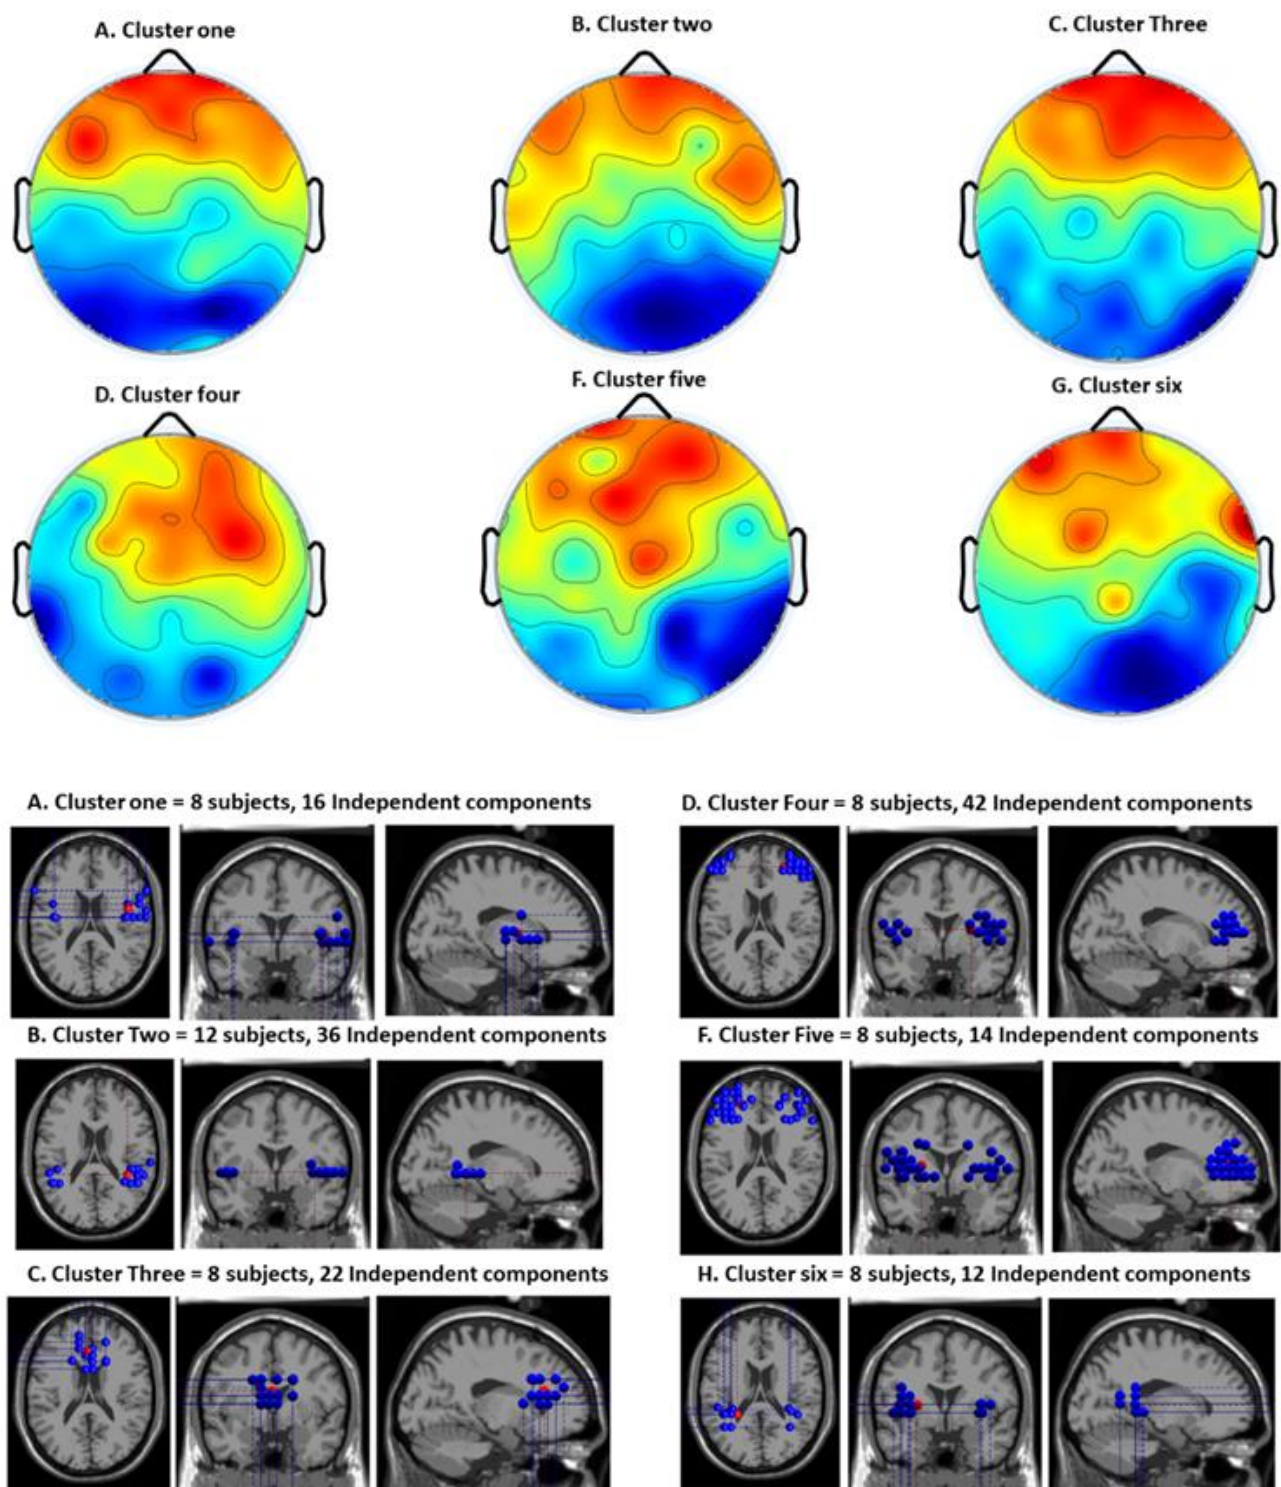 A. Cluster one
B. Cluster two
C. Cluster Three
D. Cluster four
F. Cluster five
G. Cluster six
A. Cluster one = 8 subjects, 16 Independent components
D. Cluster Four = 8 subjects, 42 Independent components
B. Cluster Two = 12 subjects, 36 Independent components
F. Cluster Five = 8 subjects, 14 Independent components
C. Cluster Three = 8 subjects, 22 Independent components
H. Cluster six = 8 subjects, 12 Independent components